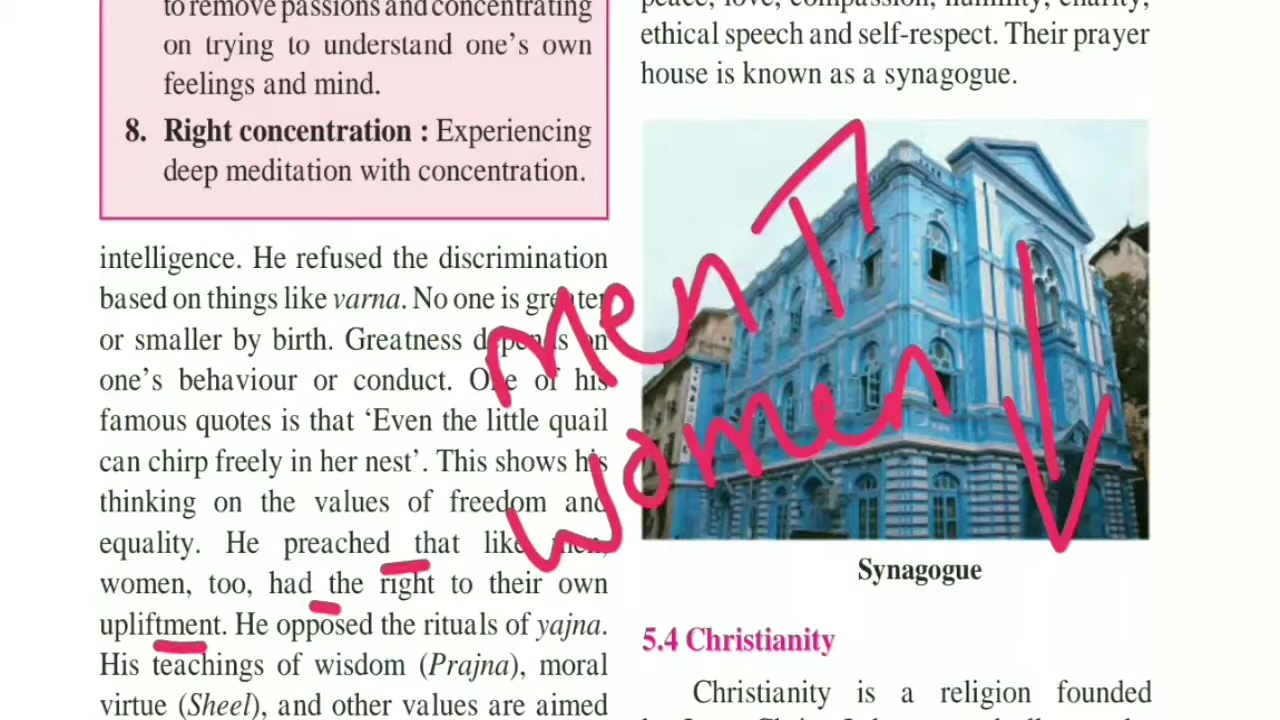 to remove passions and concentrating
on trying to understand one's own
feelings and mind.
8. Right concentration : Experiencing
deep meditation with concentration.
intelligence. He refused the discrimination
based on things like varna. No one is greater
or smaller by birth. Greatness depends on
one's behaviour or conduct. One of his
famous quotes is that 'Even the little quail
can chirp freely in her nest'. This shows his
thinking on the values of freedom and
equality. He preached that like men,
women, too, had the right to their own
upliftment. He opposed the rituals of yajna.
His teachings of wisdom (Prajna), moral
virtue (Sheel), and other values are aimed
peace, love, compassion, humility, charity,
ethical speech and self-respect. Their prayer
house is known as a synagogue.
men
women
Synagogue
5.4 Christianity
Christianity is a religion founded